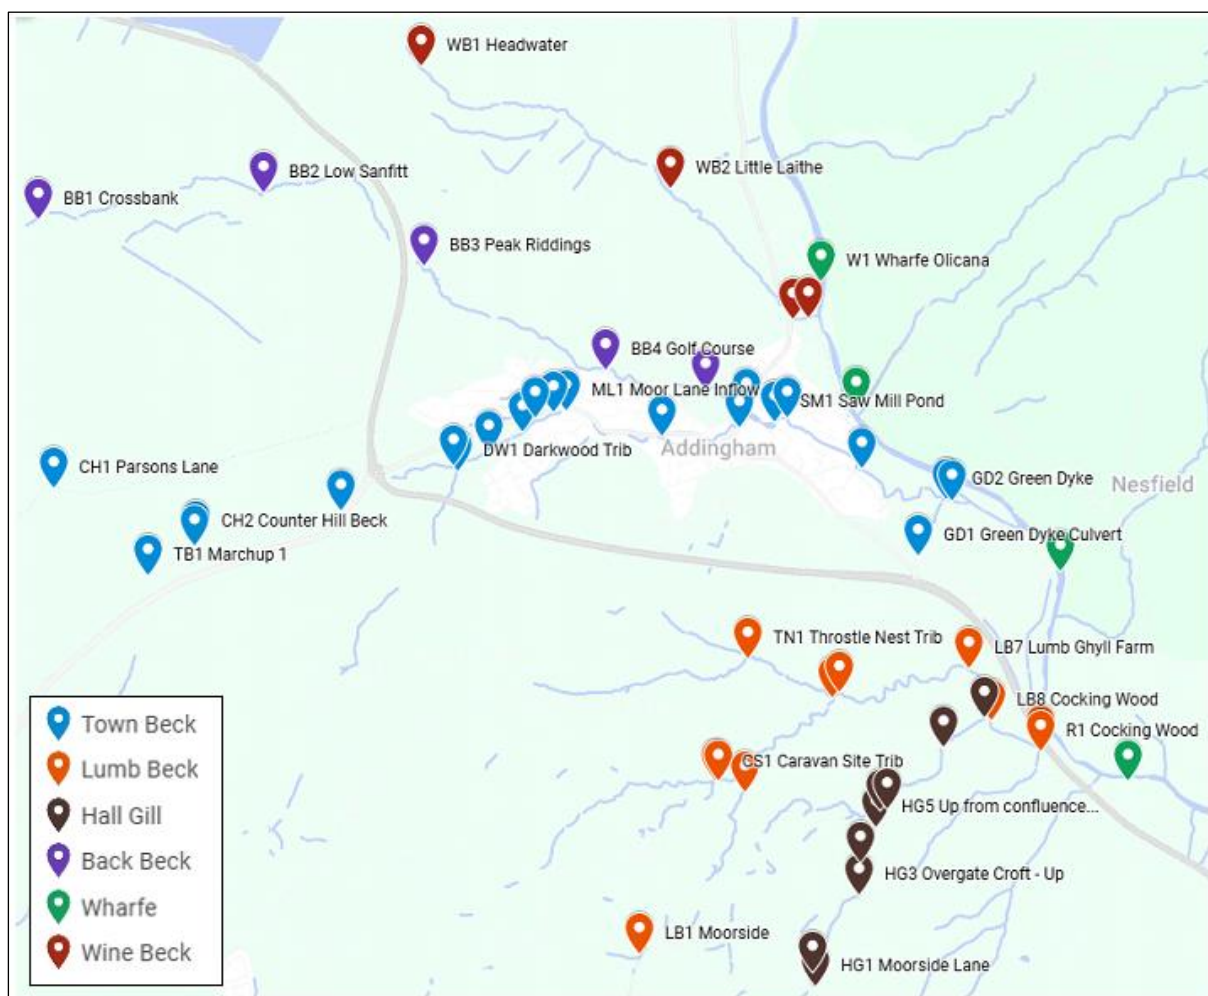 WB1 Headwater
WB2 Little Laithe
BB2 Low Sanfitt
BB1 Crossbank
BB3 Peak Riddings
W1 Wharfe Olicana
BB4 Golf Course
ML1 Moor Lane Inflow
SM1 Saw Mill Pond
DW1 Darkwood Trib
Addingham
CH1 Parsons Lane
GD2 Green Dyke
Nesfield
CH2 Counter Hill Beck
GD1 Green Dyke Culvert
TB1 Marchup 1
TN1 Throstle Nest Trib
LB7 Lumb Ghyll Farm
LB8 Cocking Wood
R1 Cocking Wood
CS1 Caravan Site Trib
HG5 Up from confluence...
HG3 Overgate Croft - Up
LB1 Moorside
HG1 Moorside Lane
Town Beck
Lumb Beck
Hall Gill
Back Beck
Wharfe
Wine Beck